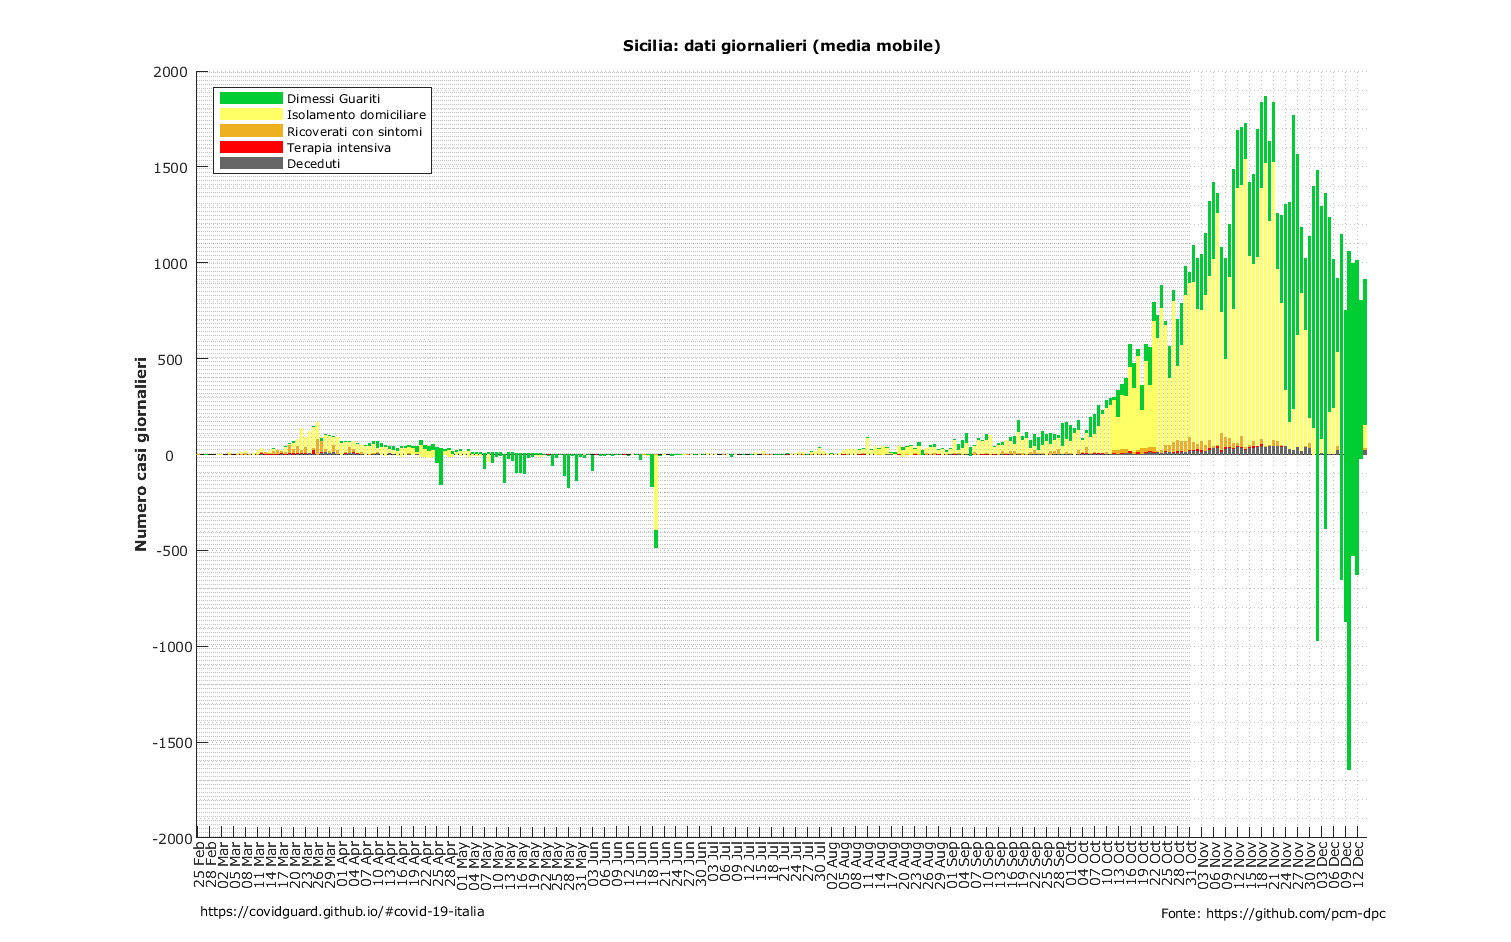 Sicilia: dati giornalieri (media mobile)
Dimessi Guariti
Isolamento domiciliare
Ricoverati con sintomi
Terapia intensiva
Deceduti
Numero casi giornalieri
2000
1500
1000
500
0
-500
-1000
-1500
-2000
25 Feb
28 Feb
02 Mar
05 Mar
08 Mar
11 Mar
14 Mar
17 Mar
20 Mar
23 Mar
26 Mar
29 Mar
01 Apr
04 Apr
07 Apr
10 Apr
13 Apr
16 Apr
19 Apr
22 Apr
25 Apr
28 Apr
01 May
04 May
07 May
10 May
13 May
16 May
19 May
22 May
25 May
28 May
31 May
03 Jun
06 Jun
09 Jun
12 Jun
15 Jun
18 Jun
21 Jun
24 Jun
27 Jun
30 Jun
03 Jul
06 Jul
09 Jul
12 Jul
15 Jul
18 Jul
21 Jul
24 Jul
27 Jul
30 Jul
02 Aug
05 Aug
08 Aug
11 Aug
14 Aug
17 Aug
20 Aug
23 Aug
26 Aug
29 Aug
01 Sep
04 Sep
07 Sep
10 Sep
13 Sep
16 Sep
19 Sep
22 Sep
25 Sep
28 Sep
01 Oct
04 Oct
07 Oct
10 Oct
13 Oct
16 Oct
19 Oct
22 Oct
25 Oct
28 Oct
31 Oct
03 Nov
06 Nov
09 Nov
12 Nov
15 Nov
18 Nov
21 Nov
24 Nov
27 Nov
30 Nov
03 Dec
06 Dec
09 Dec
12 Dec
https://covidguard.github.io/#covid-19-italia
Fonte: https://github.com/pcm-dpc